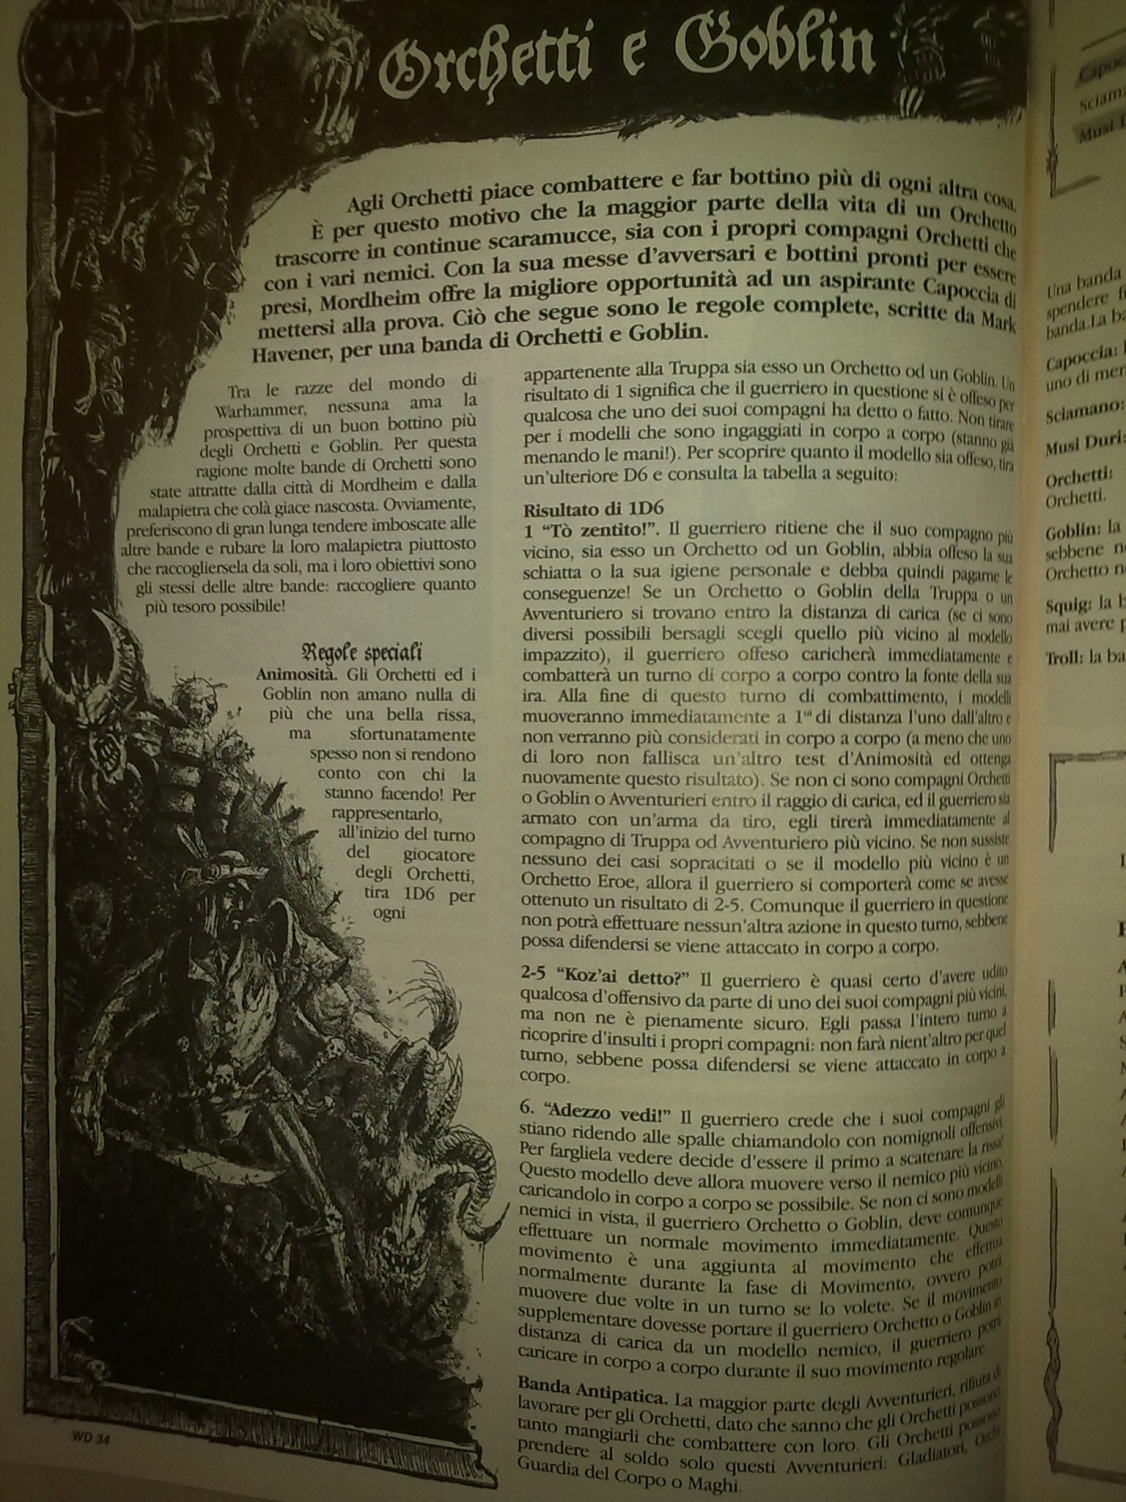 Orchetti e Goblin
Agli Orchetti piace combattere e far bottino più di ogni altra cosa.
È per questo motivo che la maggior parte della vita di un Orchetto
trascorre in continue scaramucce, sia con i propri compagni Orchetti che
con i vari nemici. Con la sua messe d'avversari e bottini pronti per essere
presi, Mordheim offre la migliore opportunità ad un aspirante Capoccia di
mettersi alla prova. Ciò che segue sono le regole complete, scritte da Mark
Havener, per una banda di Orchetti e Goblin.
Tra le razze del mondo di
Warhammer, nessuna ama la
prospettiva di un buon bottino più
degli Orchetti e Goblin. Per questa
ragione molte bande di Orchetti sono
state attratte dalla città di Mordheim e dalla
malapietra che colà giace nascosta. Ovviamente,
preferiscono di gran lunga tendere imboscate alle
altre bande e rubare la loro malapietra piuttosto
che raccogliersela da soli, ma i loro obiettivi sono
gli stessi delle altre bande: raccogliere quanto
più tesoro possibile!
Regole speciali
Animosità. Gli Orchetti ed i
Goblin non amano nulla di
più che una bella rissa,
ma sfortunatamente
spesso non si rendono
conto con chi la
stanno facendo! Per
rappresentarlo,
all'inizio del turno
del giocatore
degli Orchetti,
tira 1D6 per
ogni
appartenente alla Truppa sia esso un Orchetto od un Goblin. Un
risultato di 1 significa che il guerriero in questione si è offeso per
qualcosa che uno dei suoi compagni ha detto o fatto. Non tirare
per i modelli che sono ingaggiati in corpo a corpo (stanno già
menando le mani!). Per scoprire quanto il modello sia offeso, tira
un'ulteriore D6 e consulta la tabella a seguito:
Risultato di 1D6
1 "Tò zentito!". Il guerriero ritiene che il suo compagno più
vicino, sia esso un Orchetto od un Goblin, abbia offeso la sua
schiatta o la sua igiene personale e debba quindi pagarne le
conseguenze! Se un Orchetto o Goblin della Truppa o un
Avventuriero si trovano entro la distanza di carica (se ci sono
diversi possibili bersagli scegli quello più vicino al modello
impazzito), il guerriero offeso caricherà immediatamente e
combatterà un turno di corpo a corpo contro la fonte della sua
ira. Alla fine di questo turno di combattimento, i modelli
muoveranno immediatamente a 1" di distanza l'uno dall'altro e
non verranno più considerati in corpo a corpo (a meno che uno
di loro non fallisca un'altro test d'Animosità ed ottenga
nuovamente questo risultato). Se non ci sono compagni Orchetti
o Goblin o Avventurieri entro il raggio di carica, ed il guerriero sia
armato con un'arma da tiro, egli tirerà immediatamente al
compagno di Truppa od Avventuriero più vicino. Se non sussiste
nessuno dei casi sopracitati o se il modello più vicino è un
Orchetto Eroe, allora il guerriero si comporterà come se avesse
ottenuto un risultato di 2-5. Comunque il guerriero in questione
non potrà effettuare nessun'altra azione in questo turno, sebbene
possa difendersi se viene attaccato in corpo a corpo.
2-5 "Koz'ai detto?" Il guerriero è quasi certo d'avere udito
qualcosa d'offensivo da parte di uno dei suoi compagni più vicini,
ma non ne è pienamente sicuro. Egli passa l'intero turno a
ricoprire d'insulti i propri compagni: non farà nient'altro per quel
turno, sebbene possa difendersi se viene attaccato in corpo a
corpo.
6. "Adezzo vedi!" Il guerriero crede che i suoi compagni gli
stiano ridendo alle spalle chiamandolo con nomignoli offensivi.
Per fargliela vedere decide d'essere il primo a scatenare la rissa!
Questo modello deve allora muovere verso il nemico più vicino,
caricandolo in corpo a corpo se possibile. Se non ci sono modelli
nemici in vista, il guerriero Orchetto o Goblin, deve comunque
effettuare un normale movimento immediatamente. Questo
movimento è una aggiunta al movimento che effettua
normalmente durante la fase di Movimento, ovvero potrà
muovere due volte in un turno se lo volete. Se il movimento
supplementare dovesse portare il guerriero Orchetto o Goblin in
distanza di carica da un modello nemico, il guerriero potrà
caricare in corpo a corpo durante il suo movimento regolare.
Banda Antipatica. La maggior parte degli Avventurieri, rifiuta di
lavorare per gli Orchetti, dato che sanno che gli Orchetti possono
tanto mangiarli che combattere con loro. Gli Orchetti possono
prendere al soldo solo questi Avventurieri: Gladiatori,
Guardia del Corpo o Maghi.
WD 34
Musi
Una banda
spendere
banda. La
Capoccia:
uno di
Sciamano:
Musi Duri:
Orchetti:
Orchetti.
Goblin: la
sebbene
Orchetto
Squig: la
mai avere
Troll: la